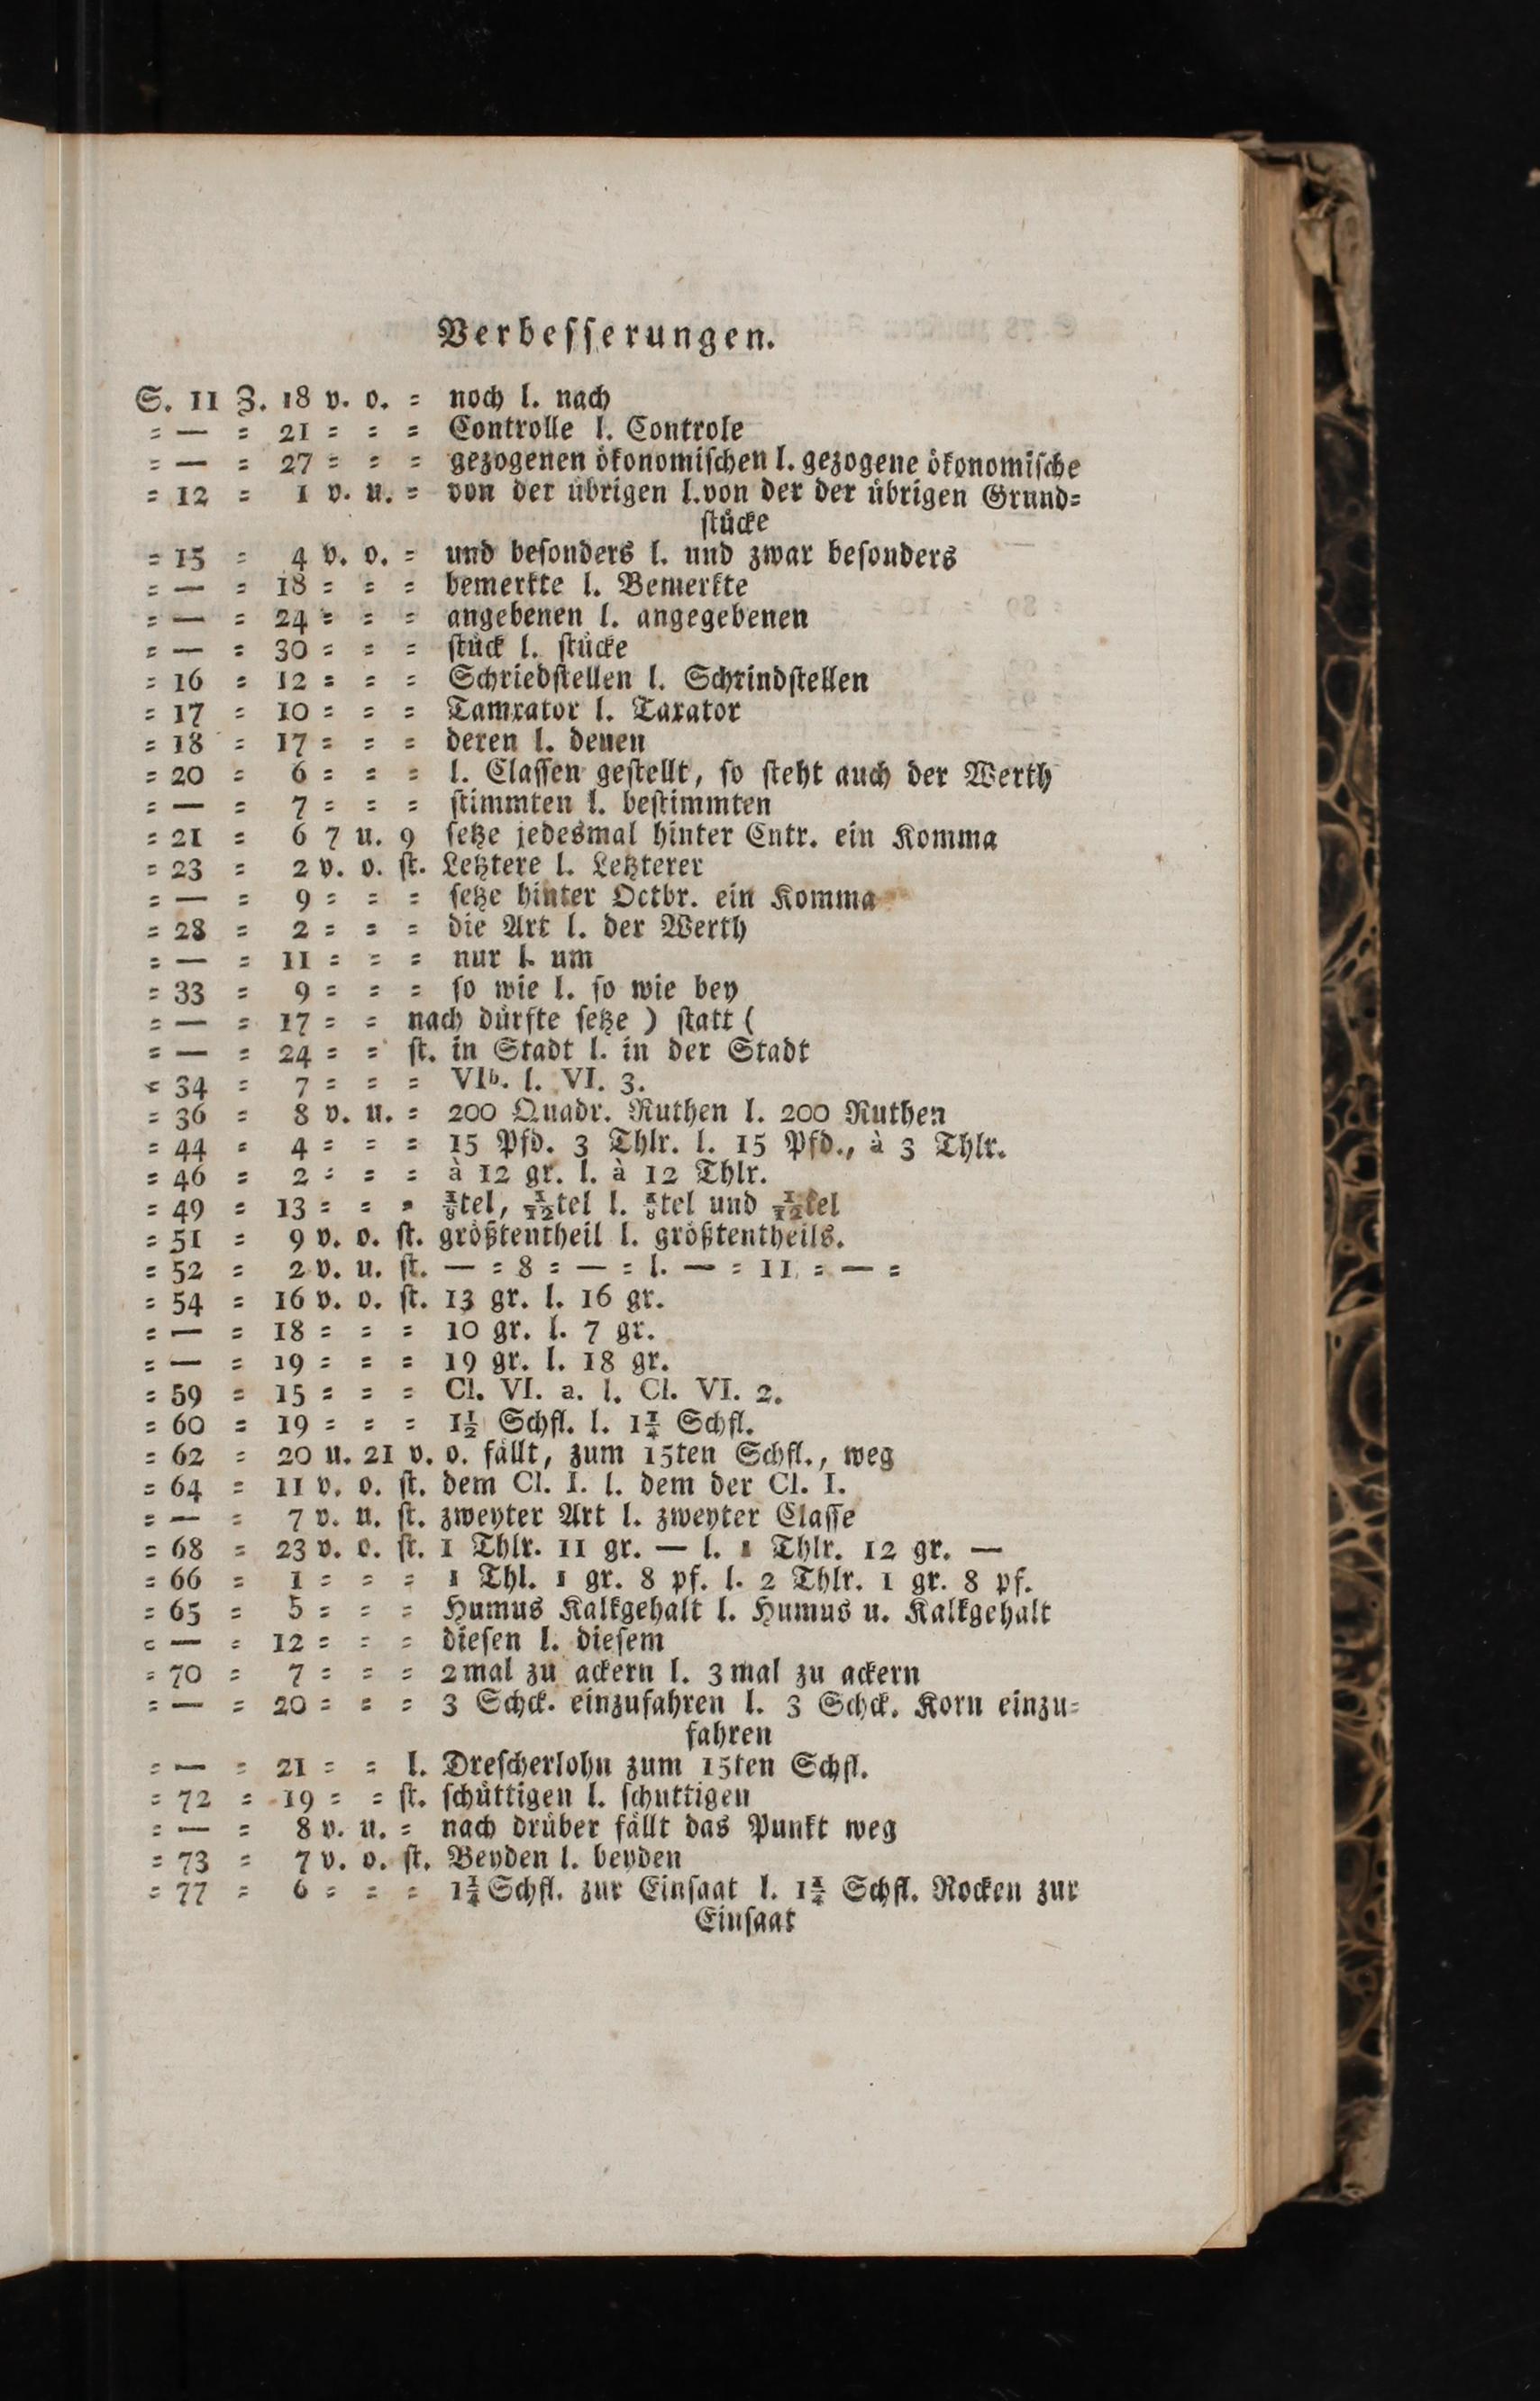 Verbeſſerungen.
S. 11 Z. 18 v. o. = noch l. nach
= — = 21 = = = Controlle l. Controle
= — = 27 = = = gezogenen ökonomiſchen l. gezogene ökonomiſche
= 12 = 1 v. u. = von der übrigen l. von der der übrigen Grund=
ſtücke
= 15 = 4 v. o. = und beſonders l. und zwar beſonders
= — = 18 = = = bemerkte l. Bemerkte
= — = 24 = = = angebenen l. angegebenen
= — = 30 = = = ſtück l. ſtücke
= 16 = 12 = = = Schriedſtellen l. Schrindſtellen
= 17 = 10 = = = Tamxator l. Taxator
= 18 = 17 = = = deren l. denen
= 20 = 6 = = = l. Claſſen geſtellt, ſo ſteht auch der Werth
= — = 7 = = = ſtimmten l. beſtimmten
= 21 = 6 7 u. 9 ſetze jedesmal hinter Cntr. ein Komma
= 23 = 2 v. o. ſt. Letztere l. Letzterer
= — = 9 = = = ſetze hinter Octbr. ein Komma
= 28 = 2 = = = die Art l. der Werth
= — = 11 = = = nur l. um
= 33 = 9 = = = ſo wie l. ſo wie bey
= — = 17 = = nach dürfte ſetze ) ſtatt (
= — = 24 = = ſt. in Stadt l. in der Stadt
= 34 = 7 = = = VIb. l. VI. 3.
= 36 = 8 v. u. = 200 Quadr. Ruthen l. 200 Ruthen
= 44 = 4 = = = 15 Pfd. 3 Thlr. l. 15 Pfd., à 3 Thlr.
= 46 = 2 = = = à 12 gr. l. à 12 Thlr.
= 49 = 13 = = = tel, 1/12tel l. tel und 1/12tel
= 51 = 9 v. o. ſt. größtentheil l. größtentheils.
= 52 = 2 v. u. ſt. — = 8 = — = l. — = 11 = — =
= 54 = 16 v. o. ſt. 13 gr. l. 16 gr.
= — = 18 = = = 10 gr. l. 7 gr.
= — = 19 = = = 19 gr. l. 18 gr.
= 59 = 15 = = = Cl. VI. a. l. Cl. VI. 2.
= 60 = 19 = = = 1½ Schfl. l. 1¼ Schfl.
= 62 = 20 u. 21 v. o. fällt, zum 15ten Schfl., weg
= 64 = 11 v. o. ſt. dem Cl. I. l. dem der Cl. I.
= — = 7 v. u. ſt. zweyter Art l. zweyter Claſſe
= 68 = 23 v. o. ſt. 1 Thlr. 11 gr. — l. 1 Thlr. 12 gr. —
= 66 = 1 = = = 1 Thl. 1 gr. 8 pf. l. 2 Thlr. 1 gr. 8 pf.
= 65 = 5 = = = Humus Kalkgehalt l. Humus u. Kalkgehalt
= — = 12 = = = dieſen l. dieſem
= 70 = 7 = = = 2mal zu ackern l. 3mal zu ackern
= — = 20 = = = 3 Schck. einzufahren l. 3 Schck. Korn einzu=
fahren
= — = 21 = = l. Dreſcherlohn zum 15ten Schfl.
= 72 = 19 = = ſt. ſchüttigen l. ſchuttigen
= — = 8 v. u. = nach drüber fällt das Punkt weg
= 73 = 7 v. o. ſt. Beyden l. beyden
= 77 = 6 = = = 1¼ Schfl. zur Einſaat l. 1¼ Schfl. Rocken zur
Einſaat